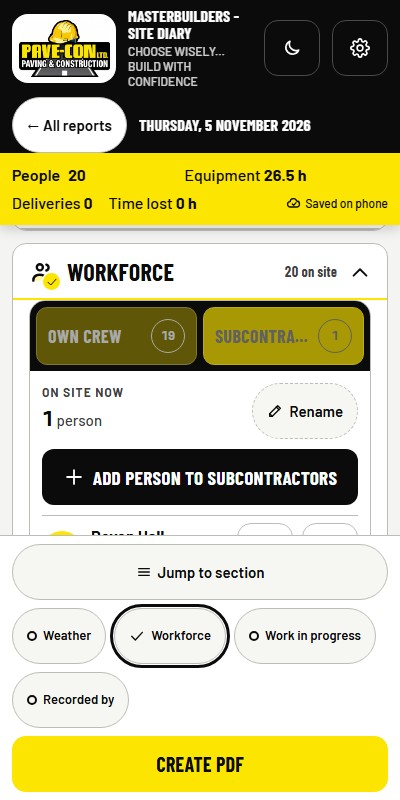 PAVE-CON LTD.
PAVING & CONSTRUCTION
MASTERBUILDERS - SITE DIARY
CHOOSE WISELY... BUILD WITH CONFIDENCE
← All reports
THURSDAY, 5 NOVEMBER 2026
People 20
Equipment 26.5 h
Deliveries 0
Time lost 0 h
Saved on phone
WORKFORCE
20 on site
OWN CREW 19
SUBCONTRA... 1
ON SITE NOW
1 person
Rename
ADD PERSON TO SUBCONTRACTORS
Jump to section
Weather
Workforce
Work in progress
Recorded by
CREATE PDF